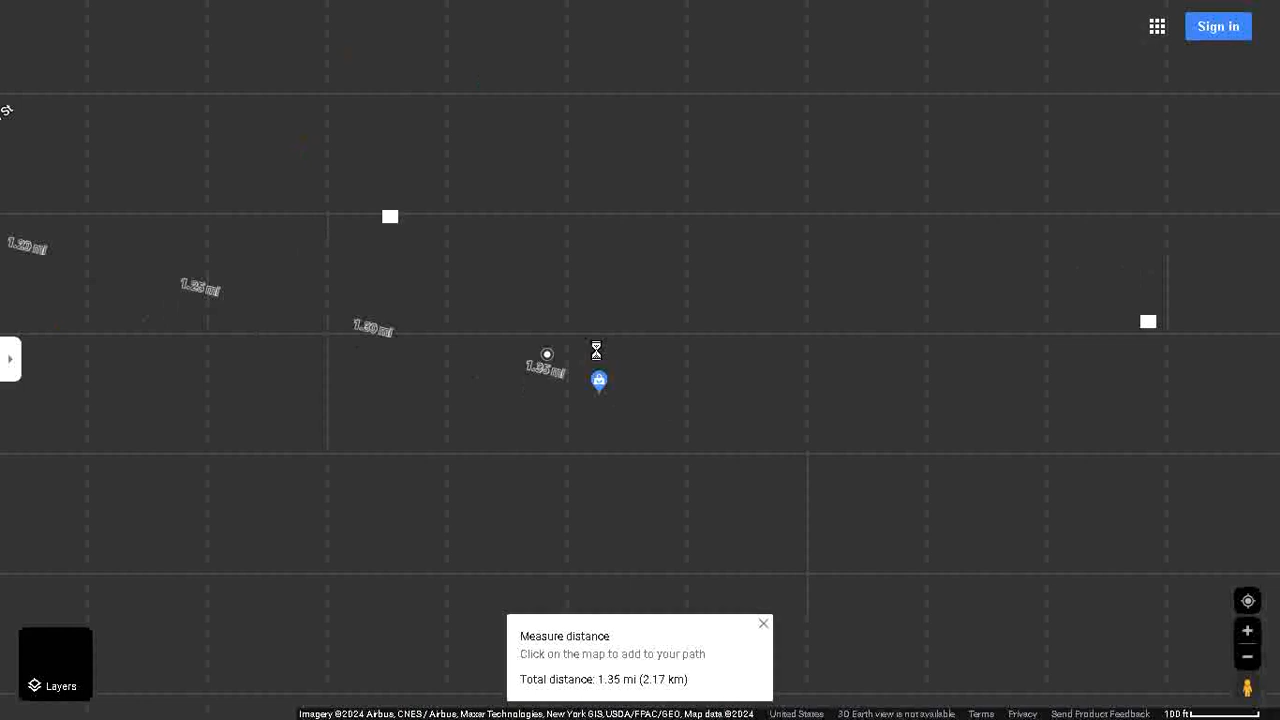 Sign in
St
1.20 mi
1.25 mi
1.30 mi
1.35 mi
Measure distance
Click on the map to add to your path
Total distance: 1.35 mi (2.17 km)
Layers
Imagery ©2024 Airbus, CNES / Airbus, Maxar Technologies, New York GIS, USDA/FPAC/GEO, Map data ©2024 United States 3D Earth view is not available Terms Privacy Send Product Feedback 100 ft